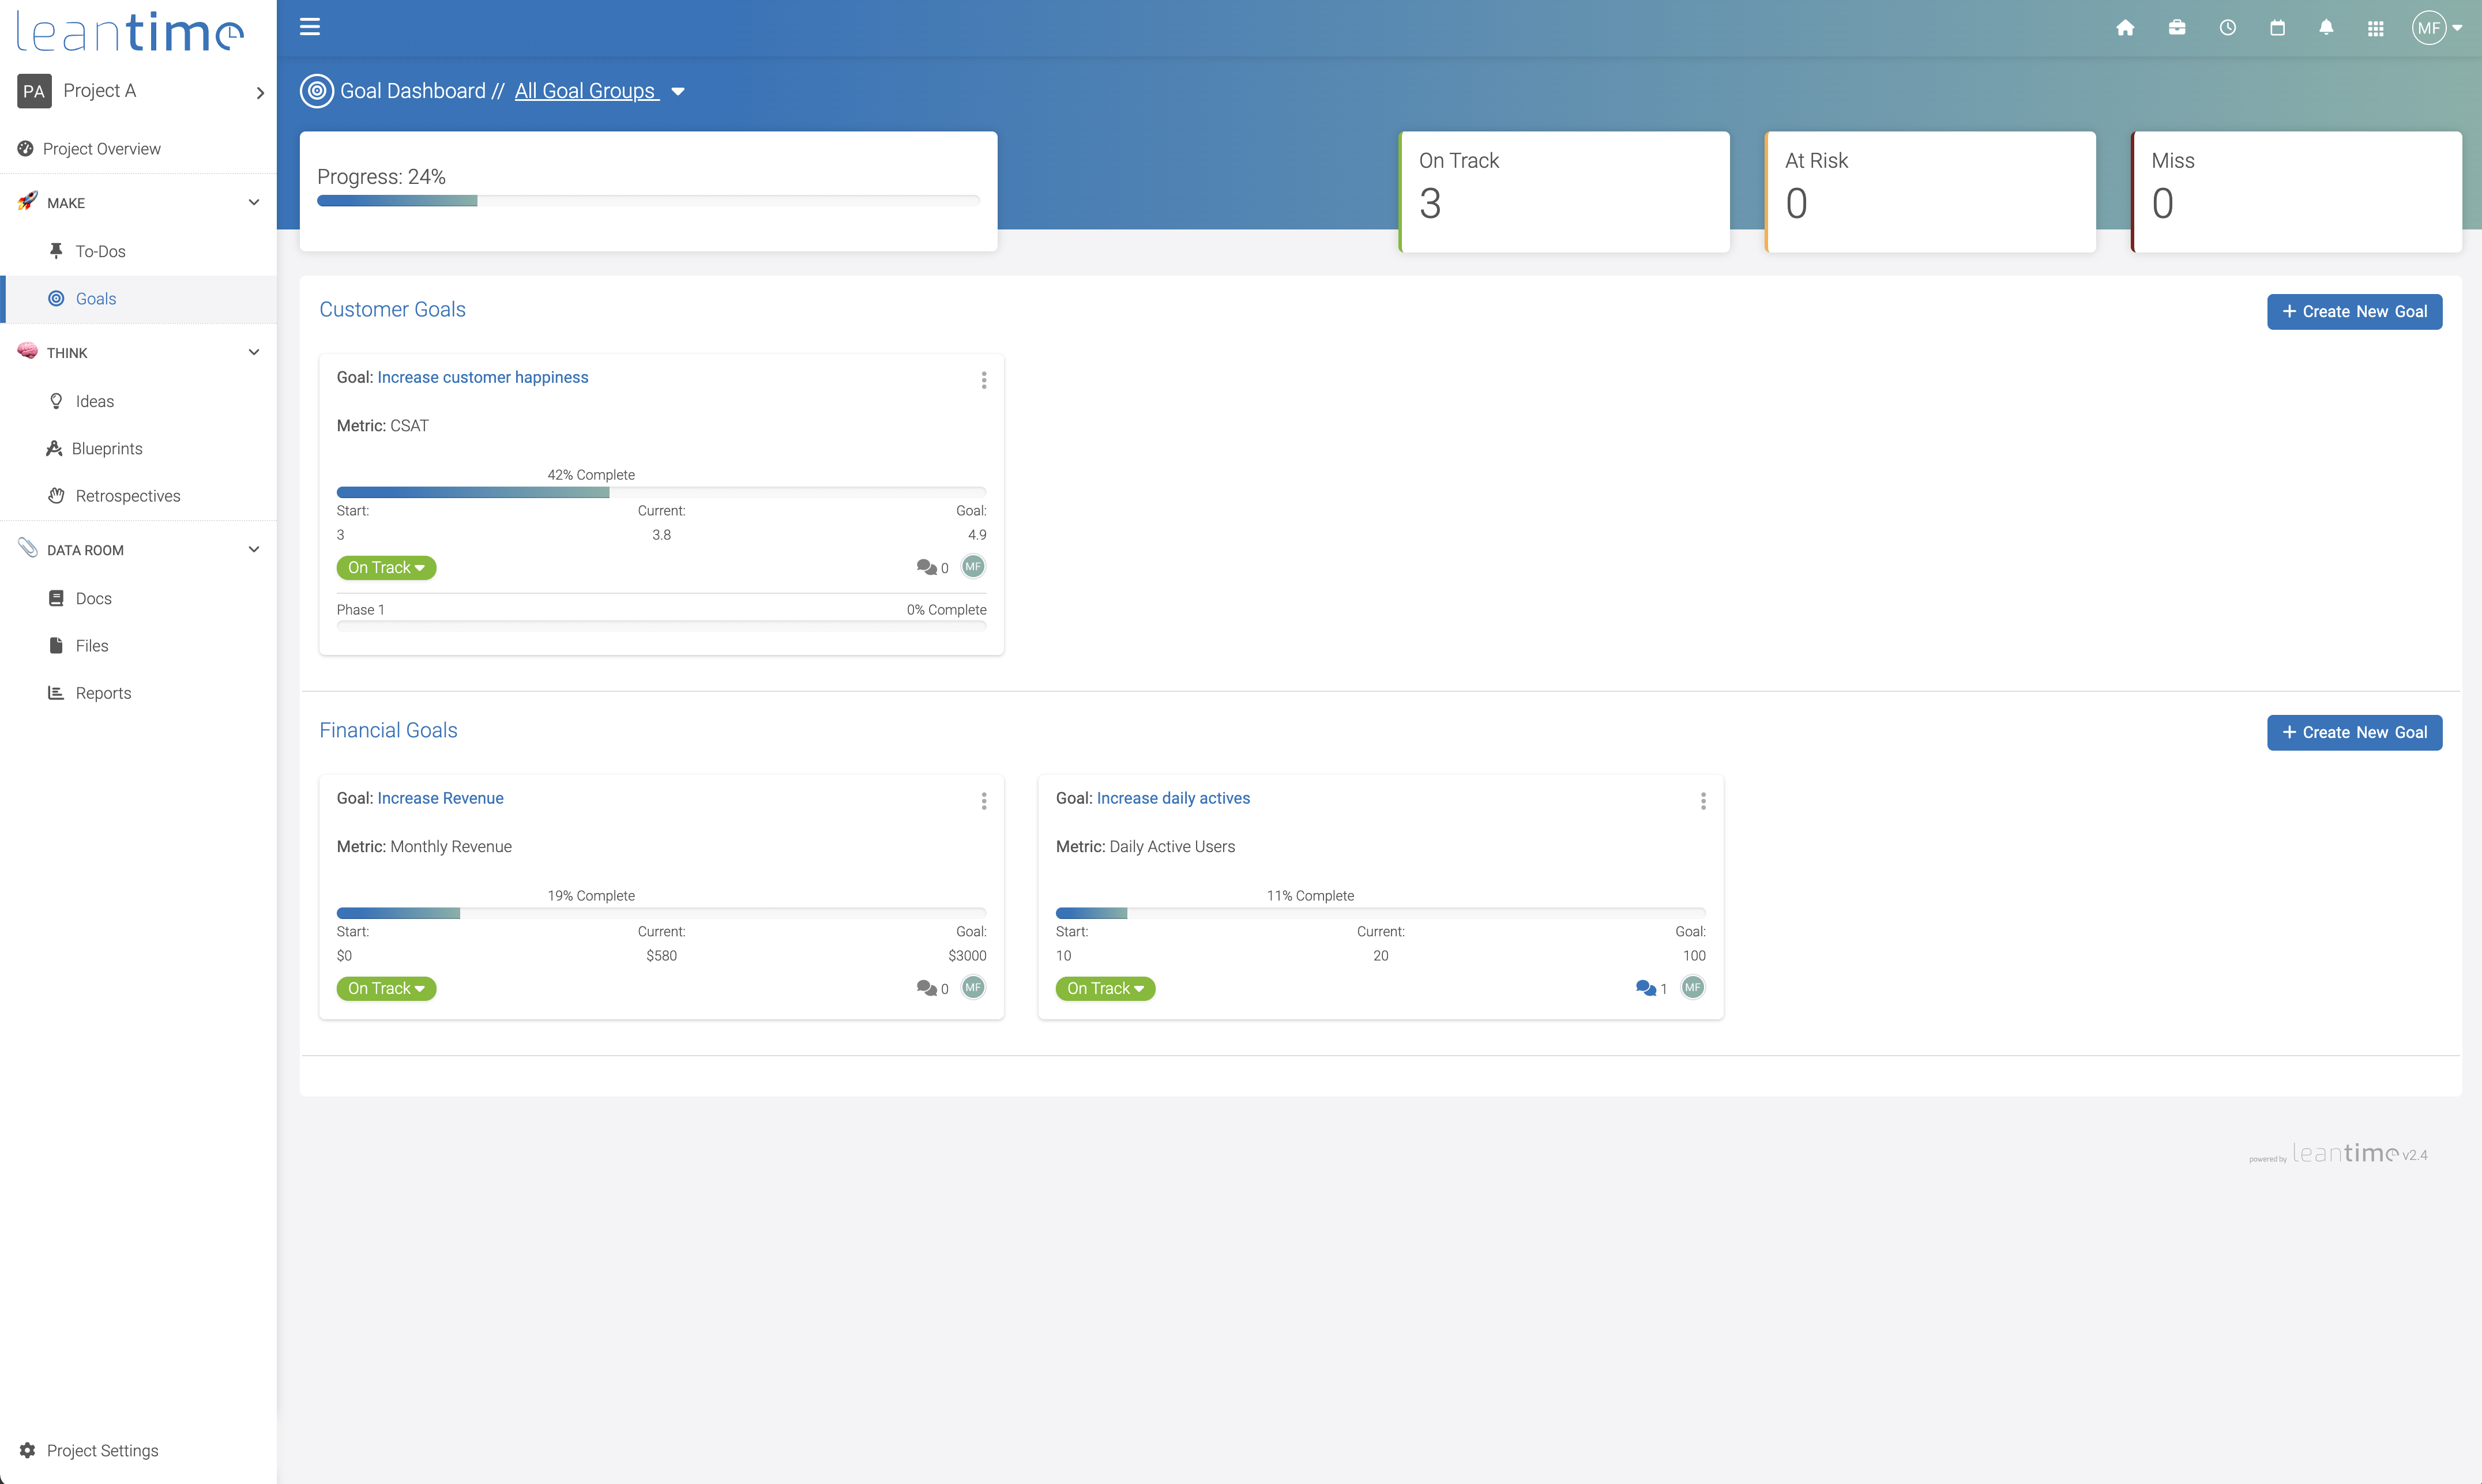 leantime
PA Project A
Project Overview
MAKE
To-Dos
Goals
THINK
Ideas
Blueprints
Retrospectives
DATA ROOM
Docs
Files
Reports
Project Settings
MF
Goal Dashboard // All Goal Groups
Progress: 24%
On Track
3
At Risk
0
Miss
0
Customer Goals
+ Create New Goal
Goal: Increase customer happiness
Metric: CSAT
42% Complete
Start: Current: Goal:
3 3.8 4.9
On Track 0 MF
Phase 1 0% Complete
Financial Goals
+ Create New Goal
Goal: Increase Revenue
Metric: Monthly Revenue
19% Complete
Start: Current: Goal:
$0 $580 $3000
On Track 0 MF
Goal: Increase daily actives
Metric: Daily Active Users
11% Complete
Start: Current: Goal:
10 20 100
On Track 1 MF
powered by leantime v2.4